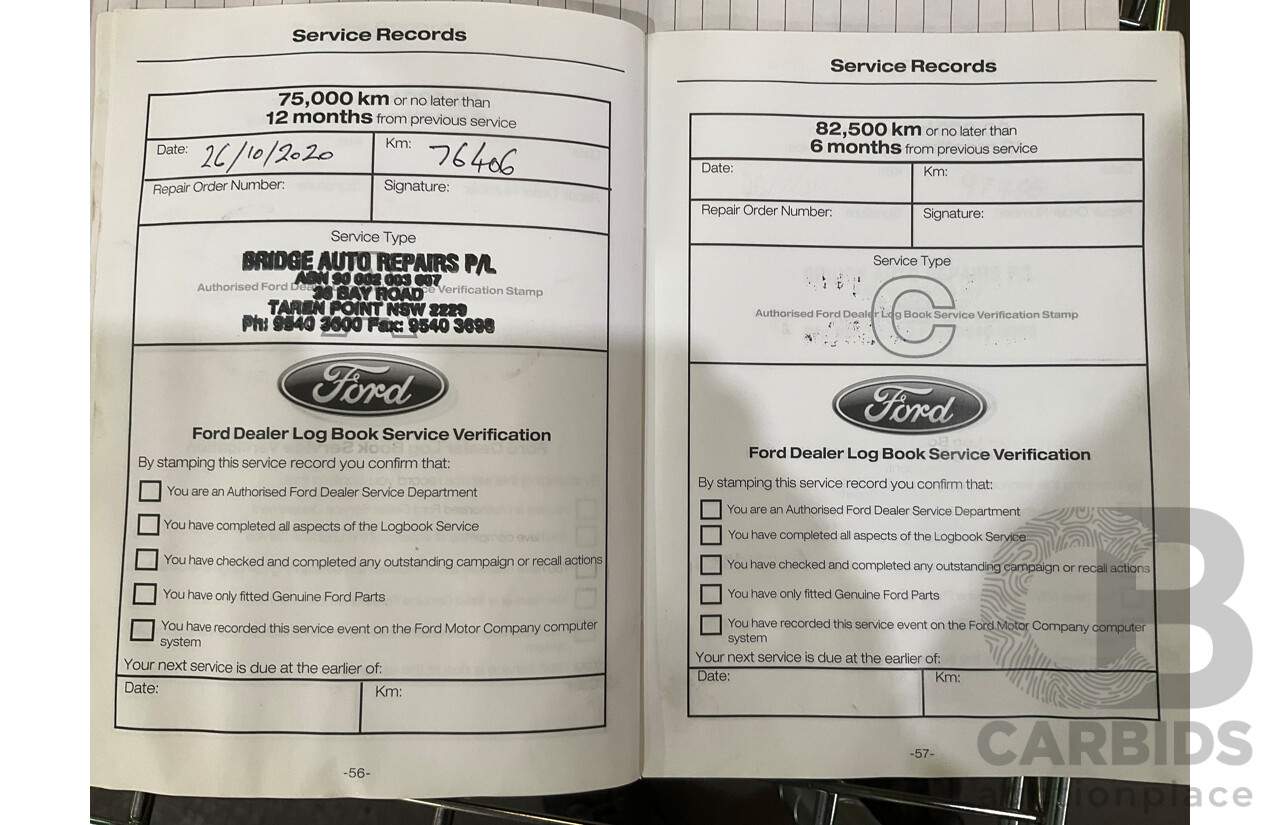 Service Records
75,000 km or no later than
12 months from previous service
Date: 26/10/2020
Km: 76406
Repair Order Number:
Signature:
Service Type
BRIDGE AUTO REPAIRS P/L
ABN 90 002 003 007
Authorised Ford Dea ce Verification Stamp
36 BAY ROAD
TAREN POINT NSW 2229
Ph: 9540 3600 Fax: 9540 3698
Ford
Ford Dealer Log Book Service Verification
By stamping this service record you confirm that:
You are an Authorised Ford Dealer Service Department
You have completed all aspects of the Logbook Service
You have checked and completed any outstanding campaign or recall actions
You have only fitted Genuine Ford Parts
You have recorded this service event on the Ford Motor Company computer
system
Your next service is due at the earlier of:
Date:
Km:
-56-
Service Records
82,500 km or no later than
6 months from previous service
Date:
Km:
Repair Order Number:
Signature:
Service Type
C
Authorised Ford Dealer Log Book Service Verification Stamp
Ford
Ford Dealer Log Book Service Verification
By stamping this service record you confirm that:
You are an Authorised Ford Dealer Service Department
You have completed all aspects of the Logbook Service
You have checked and completed any outstanding campaign or recall actions
You have only fitted Genuine Ford Parts
You have recorded this service event on the Ford Motor Company computer
system
Your next service is due at the earlier of:
Date:
Km:
-57-
CB
CARBIDS
auctionplace